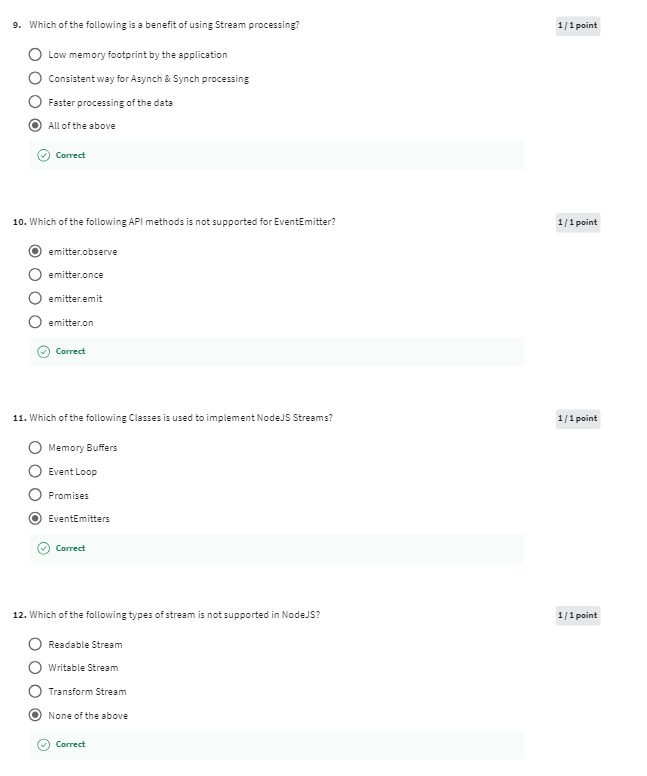 9. Which of the following is a benefit of using Stream processing?
1 / 1 point
Low memory footprint by the application
Consistent way for Asynch & Synch processing
Faster processing of the data
All of the above
Correct
10. Which of the following API methods is not supported for EventEmitter?
1 / 1 point
emitter.observe
emitter.once
emitter.emit
emitter.on
Correct
11. Which of the following Classes is used to implement NodeJS Streams?
1 / 1 point
Memory Buffers
Event Loop
Promises
EventEmitters
Correct
12. Which of the following types of stream is not supported in NodeJS?
1 / 1 point
Readable Stream
Writable Stream
Transform Stream
None of the above
Correct